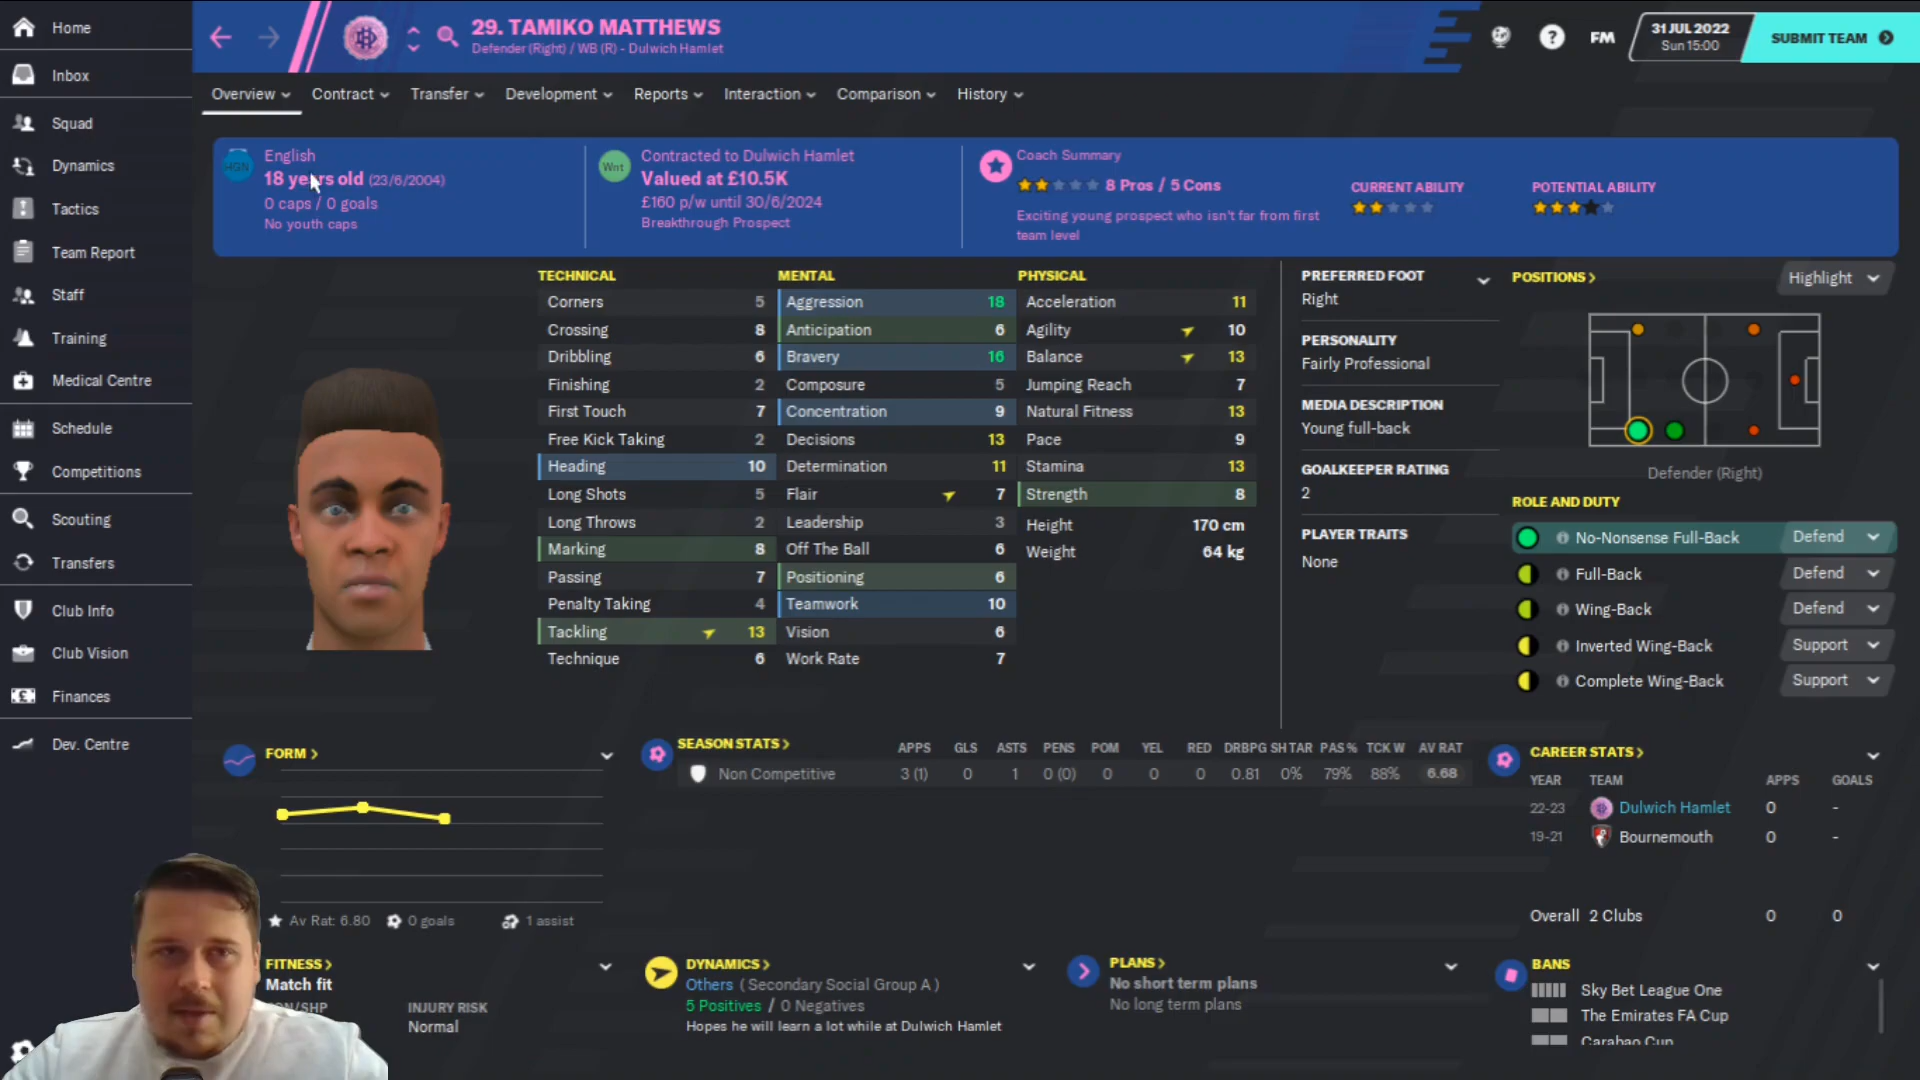 Home
Inbox
Squad
Dynamics
Tactics
Team Report
Staff
Training
Medical Centre
Schedule
Competitions
Scouting
Transfers
Club Info
Club Vision
Finances
Dev. Centre
29. TAMIKO MATTHEWS
Defender (Right) / WB (R) - Dulwich Hamlet
FM
31 JUL 2022
Sun 15:00
SUBMIT TEAM
Overview
Contract
Transfer
Development
Reports
Interaction
Comparison
History
HGN
English
18 years old (23/6/2004)
0 caps / 0 goals
No youth caps
Wnt
Contracted to Dulwich Hamlet
Valued at £10.5K
£160 p/w until 30/6/2024
Breakthrough Prospect
Coach Summary
8 Pros / 5 Cons
Exciting young prospect who isn't far from first
team level
CURRENT ABILITY
POTENTIAL ABILITY
TECHNICAL
Corners 5
Crossing 8
Dribbling 6
Finishing 2
First Touch 7
Free Kick Taking 2
Heading 10
Long Shots 5
Long Throws 2
Marking 8
Passing 7
Penalty Taking 4
Tackling 13
Technique 6
MENTAL
Aggression 18
Anticipation 6
Bravery 16
Composure 5
Concentration 9
Decisions 13
Determination 11
Flair 7
Leadership 3
Off The Ball 6
Positioning 6
Teamwork 10
Vision 6
Work Rate 7
PHYSICAL
Acceleration 11
Agility 10
Balance 13
Jumping Reach 7
Natural Fitness 13
Pace 9
Stamina 13
Strength 8
Height 170 cm
Weight 64 kg
PREFERRED FOOT
Right
PERSONALITY
Fairly Professional
MEDIA DESCRIPTION
Young full-back
GOALKEEPER RATING
2
PLAYER TRAITS
None
POSITIONS
Highlight
Defender (Right)
ROLE AND DUTY
No-Nonsense Full-Back Defend
Full-Back Defend
Wing-Back Defend
Inverted Wing-Back Support
Complete Wing-Back Support
FORM
Av Rat: 6.80 0 goals 1 assist
SEASON STATS APPS GLS ASTS PENS POM YEL RED DRBPG SH TAR PAS % TCK W AV RAT
Non Competitive 3 (1) 0 1 0 (0) 0 0 0 0.81 0% 79% 88% 6.68
CAREER STATS
YEAR TEAM APPS GOALS
22-23 Dulwich Hamlet 0 -
19-21 Bournemouth 0 -
Overall 2 Clubs 0 0
FITNESS
Match fit
INJURY RISK
Normal
DYNAMICS
Others (Secondary Social Group A)
5 Positives / 0 Negatives
Hopes he will learn a lot while at Dulwich Hamlet
PLANS
No short term plans
No long term plans
BANS
Sky Bet League One
The Emirates FA Cup
Carabao Cup